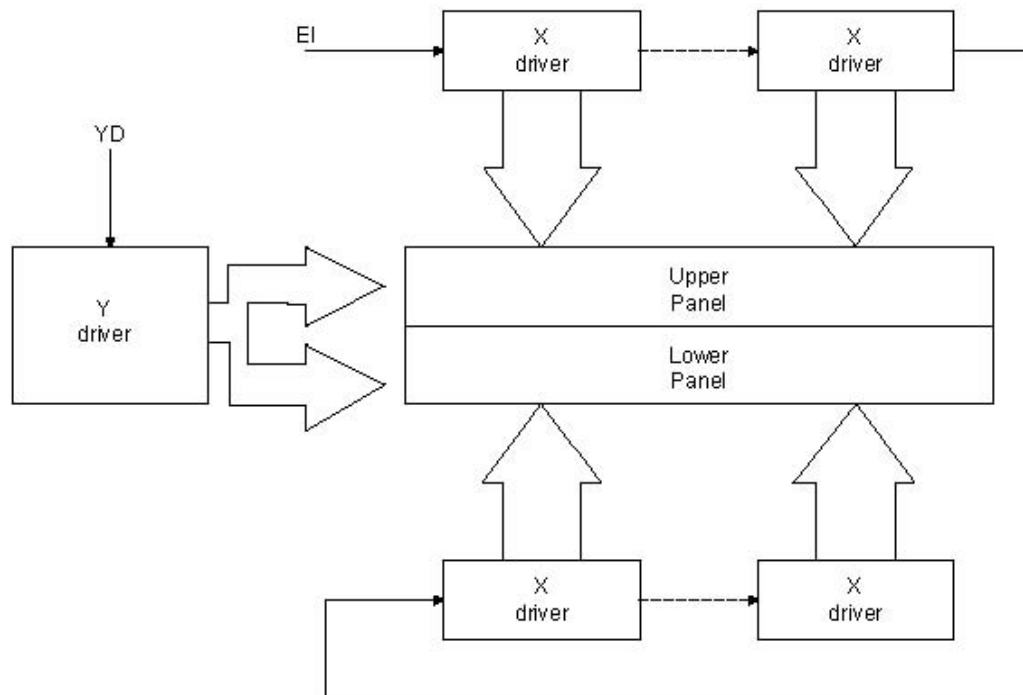 EI
X
driver
X
driver
YD
Y
driver
Upper
Panel
Lower
Panel
X
driver
X
driver